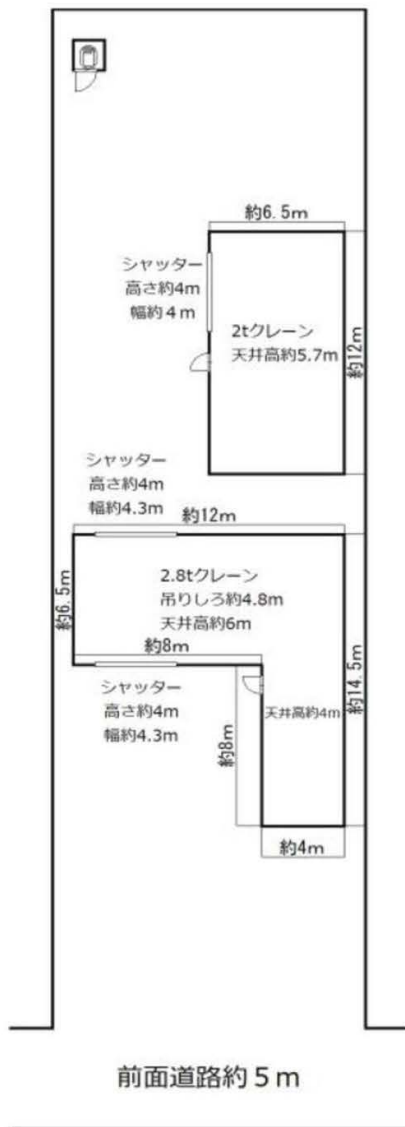 約6.5m
シャッター
高さ約4m
幅約４ｍ
2tクレーン
天井高約5.7m
約12m
シャッター
高さ約4m
幅約4.3m
約12m
約6.5m
2.8tクレーン
吊りしろ約4.8m
天井高約6m
約8m
シャッター
高さ約4m
幅約4.3m
約8m
天井高約4m
約14.5m
約4m
前面道路約５ｍ